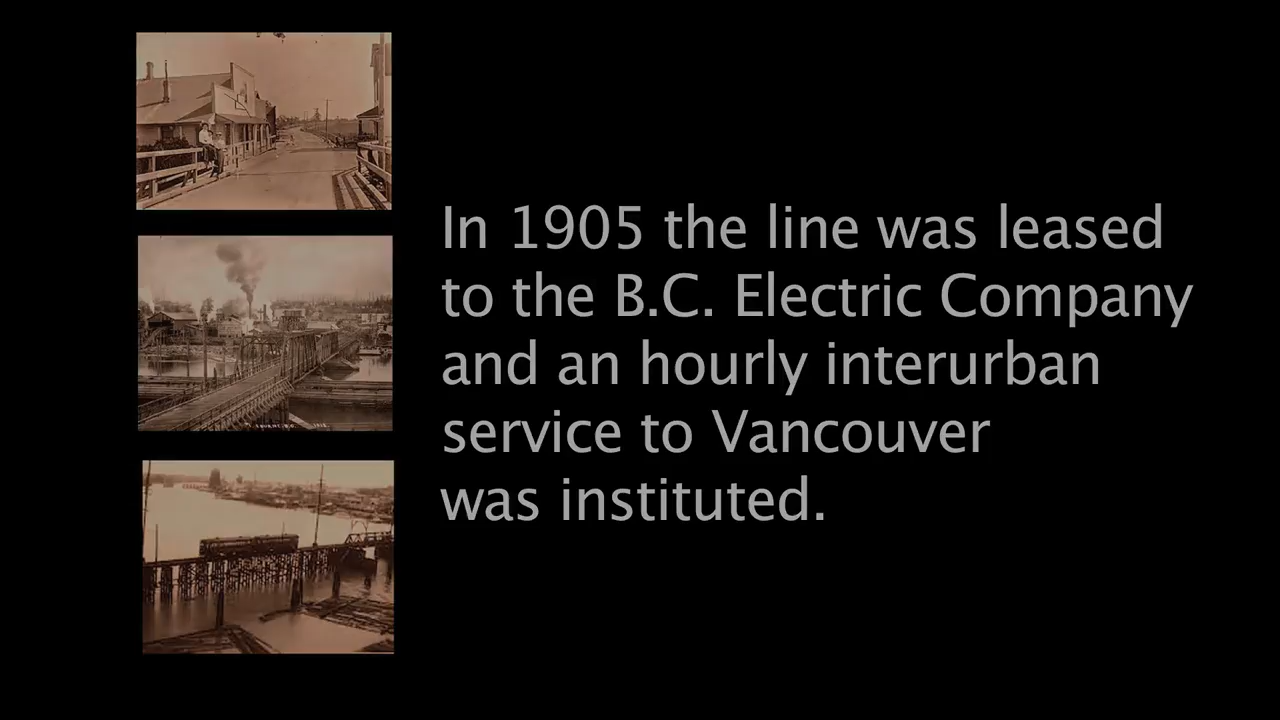 In 1905 the line was leased
to the B.C. Electric Company
and an hourly interurban
service to Vancouver
was instituted.